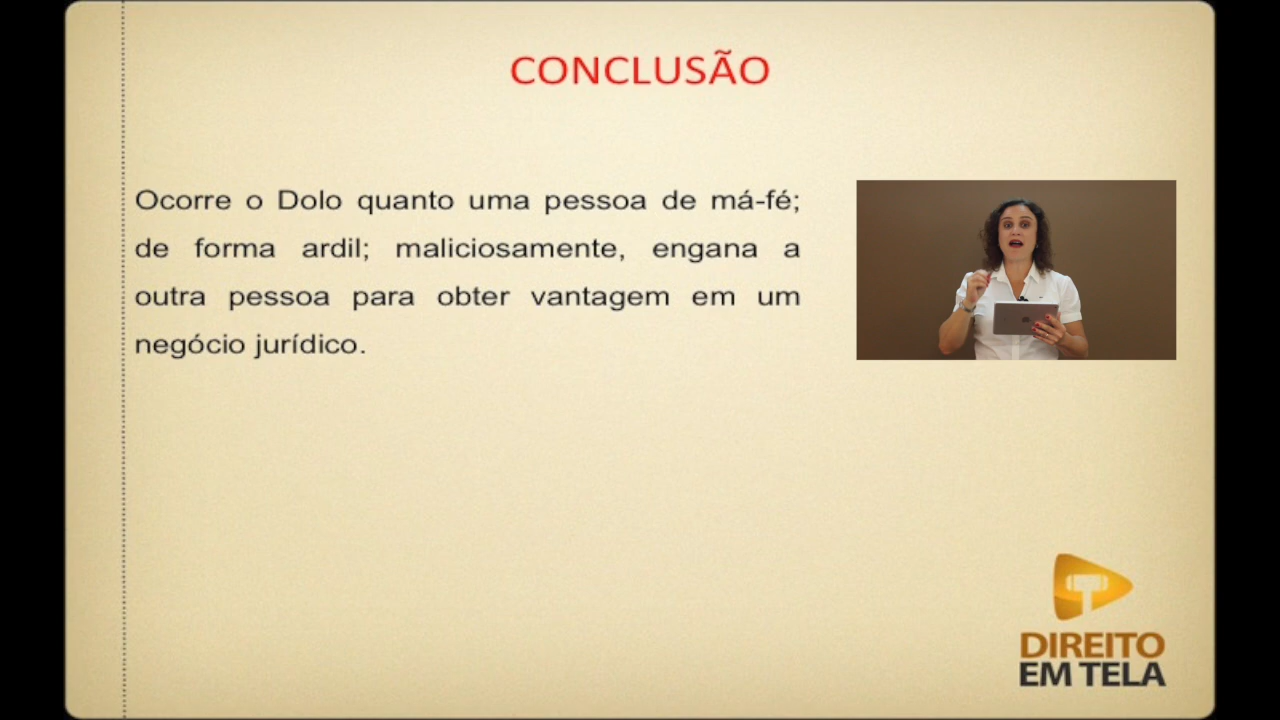 CONCLUSÃO
Ocorre o Dolo quanto uma pessoa de má-fé;
de forma ardil; maliciosamente, engana a
outra pessoa para obter vantagem em um
negócio jurídico.
DIREITO
EM TELA